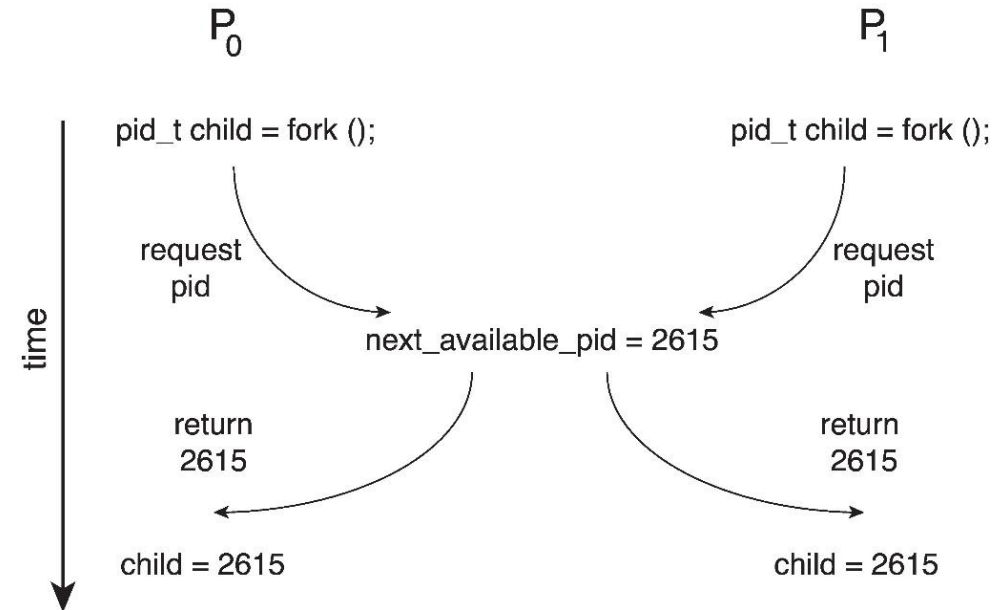 P0
P1
pid_t child = fork ();
pid_t child = fork ();
request
pid
request
pid
time
next_available_pid = 2615
return
2615
return
2615
child = 2615
child = 2615